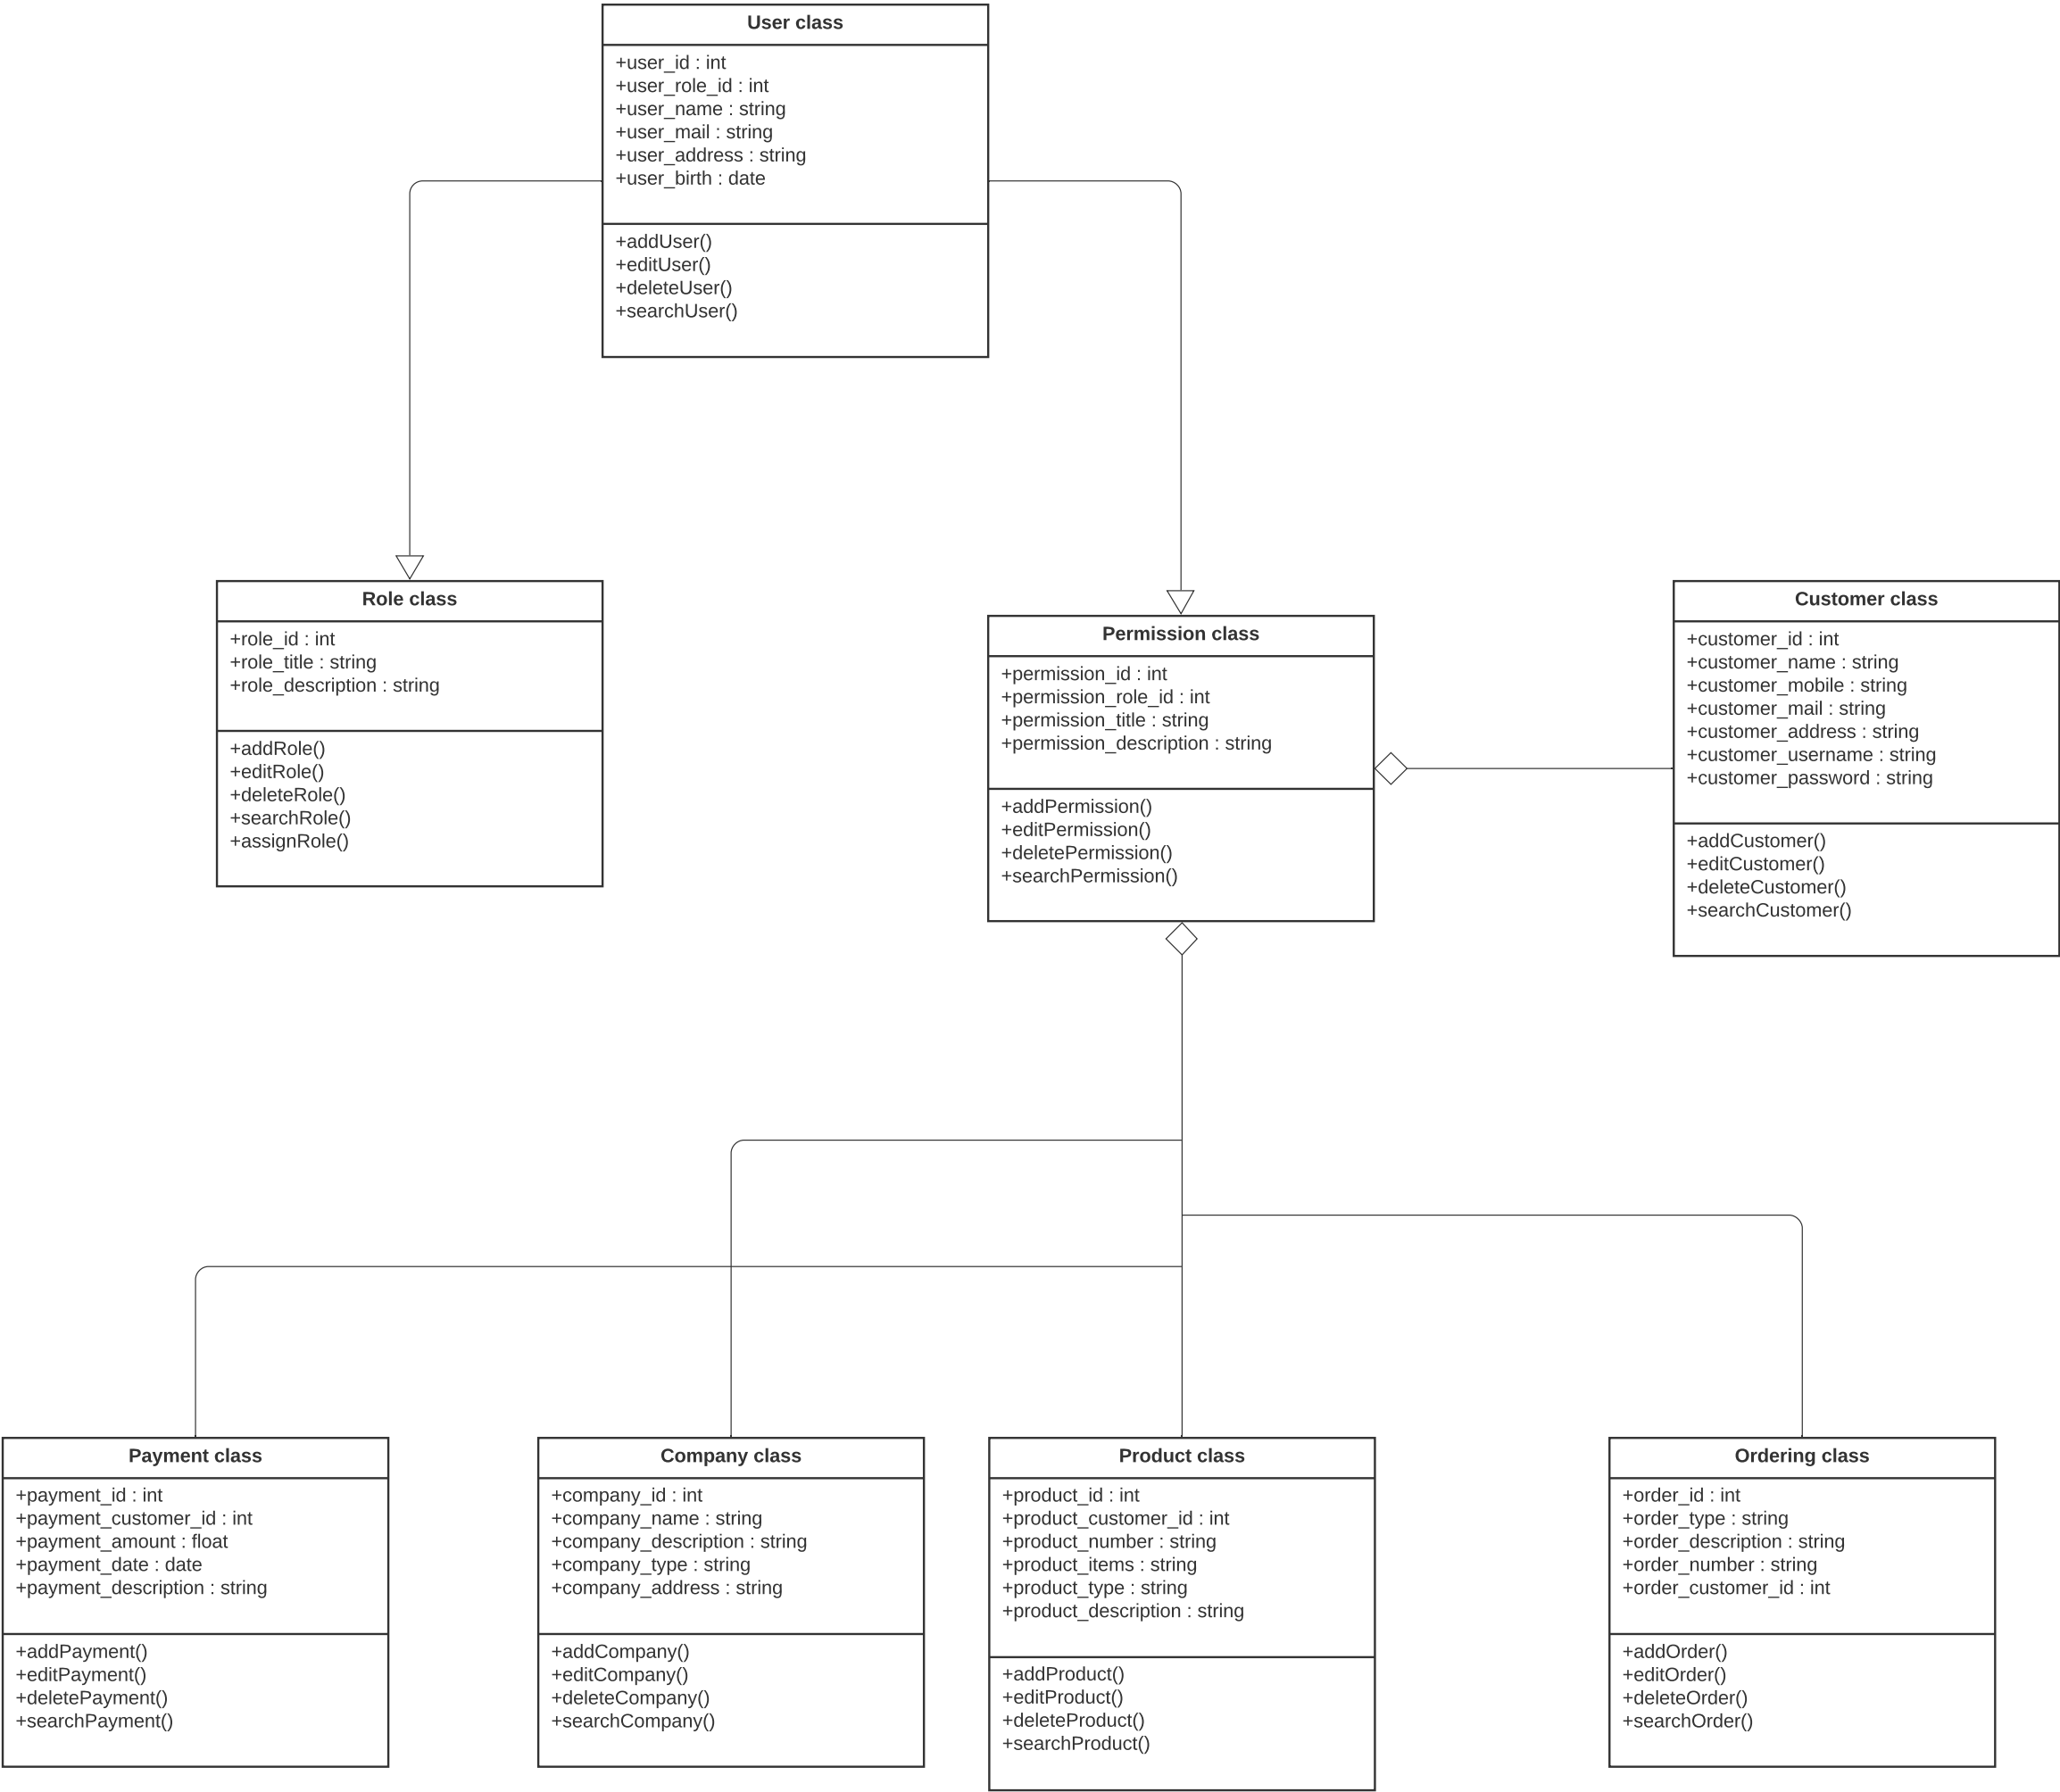 User class
+user_id : int
+user_role_id : int
+user_name : string
+user_mail : string
+user_address : string
+user_birth : date
+addUser()
+editUser()
+deleteUser()
+searchUser()
Role class
+role_id : int
+role_title : string
+role_description : string
+addRole()
+editRole()
+deleteRole()
+searchRole()
+assignRole()
Permission class
+permission_id : int
+permission_role_id : int
+permission_title : string
+permission_description : string
+addPermission()
+editPermission()
+deletePermission()
+searchPermission()
Customer class
+customer_id : int
+customer_name : string
+customer_mobile : string
+customer_mail : string
+customer_address : string
+customer_username : string
+customer_password : string
+addCustomer()
+editCustomer()
+deleteCustomer()
+searchCustomer()
Payment class
+payment_id : int
+payment_customer_id : int
+payment_amount : float
+payment_date : date
+payment_description : string
+addPayment()
+editPayment()
+deletePayment()
+searchPayment()
Company class
+company_id : int
+company_name : string
+company_description : string
+company_type : string
+company_address : string
+addCompany()
+editCompany()
+deleteCompany()
+searchCompany()
Product class
+product_id : int
+product_customer_id : int
+product_number : string
+product_items : string
+product_type : string
+product_description : string
+addProduct()
+editProduct()
+deleteProduct()
+searchProduct()
Ordering class
+order_id : int
+order_type : string
+order_description : string
+order_number : string
+order_customer_id : int
+addOrder()
+editOrder()
+deleteOrder()
+searchOrder()